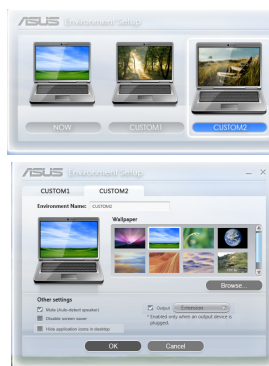 ASUS Environment Setup
NOW
CUSTOM1
CUSTOM2
ASUS Environment Setup
CUSTOM1
CUSTOM2
Environment Name: CUSTOM2
Wallpaper
Browse...
Other settings
Mute (Auto-detect speaker)
Disable screen saver
Hide application icons in desktop
Output Extension
* Enabled only when an output device is
plugged.
OK
Cancel